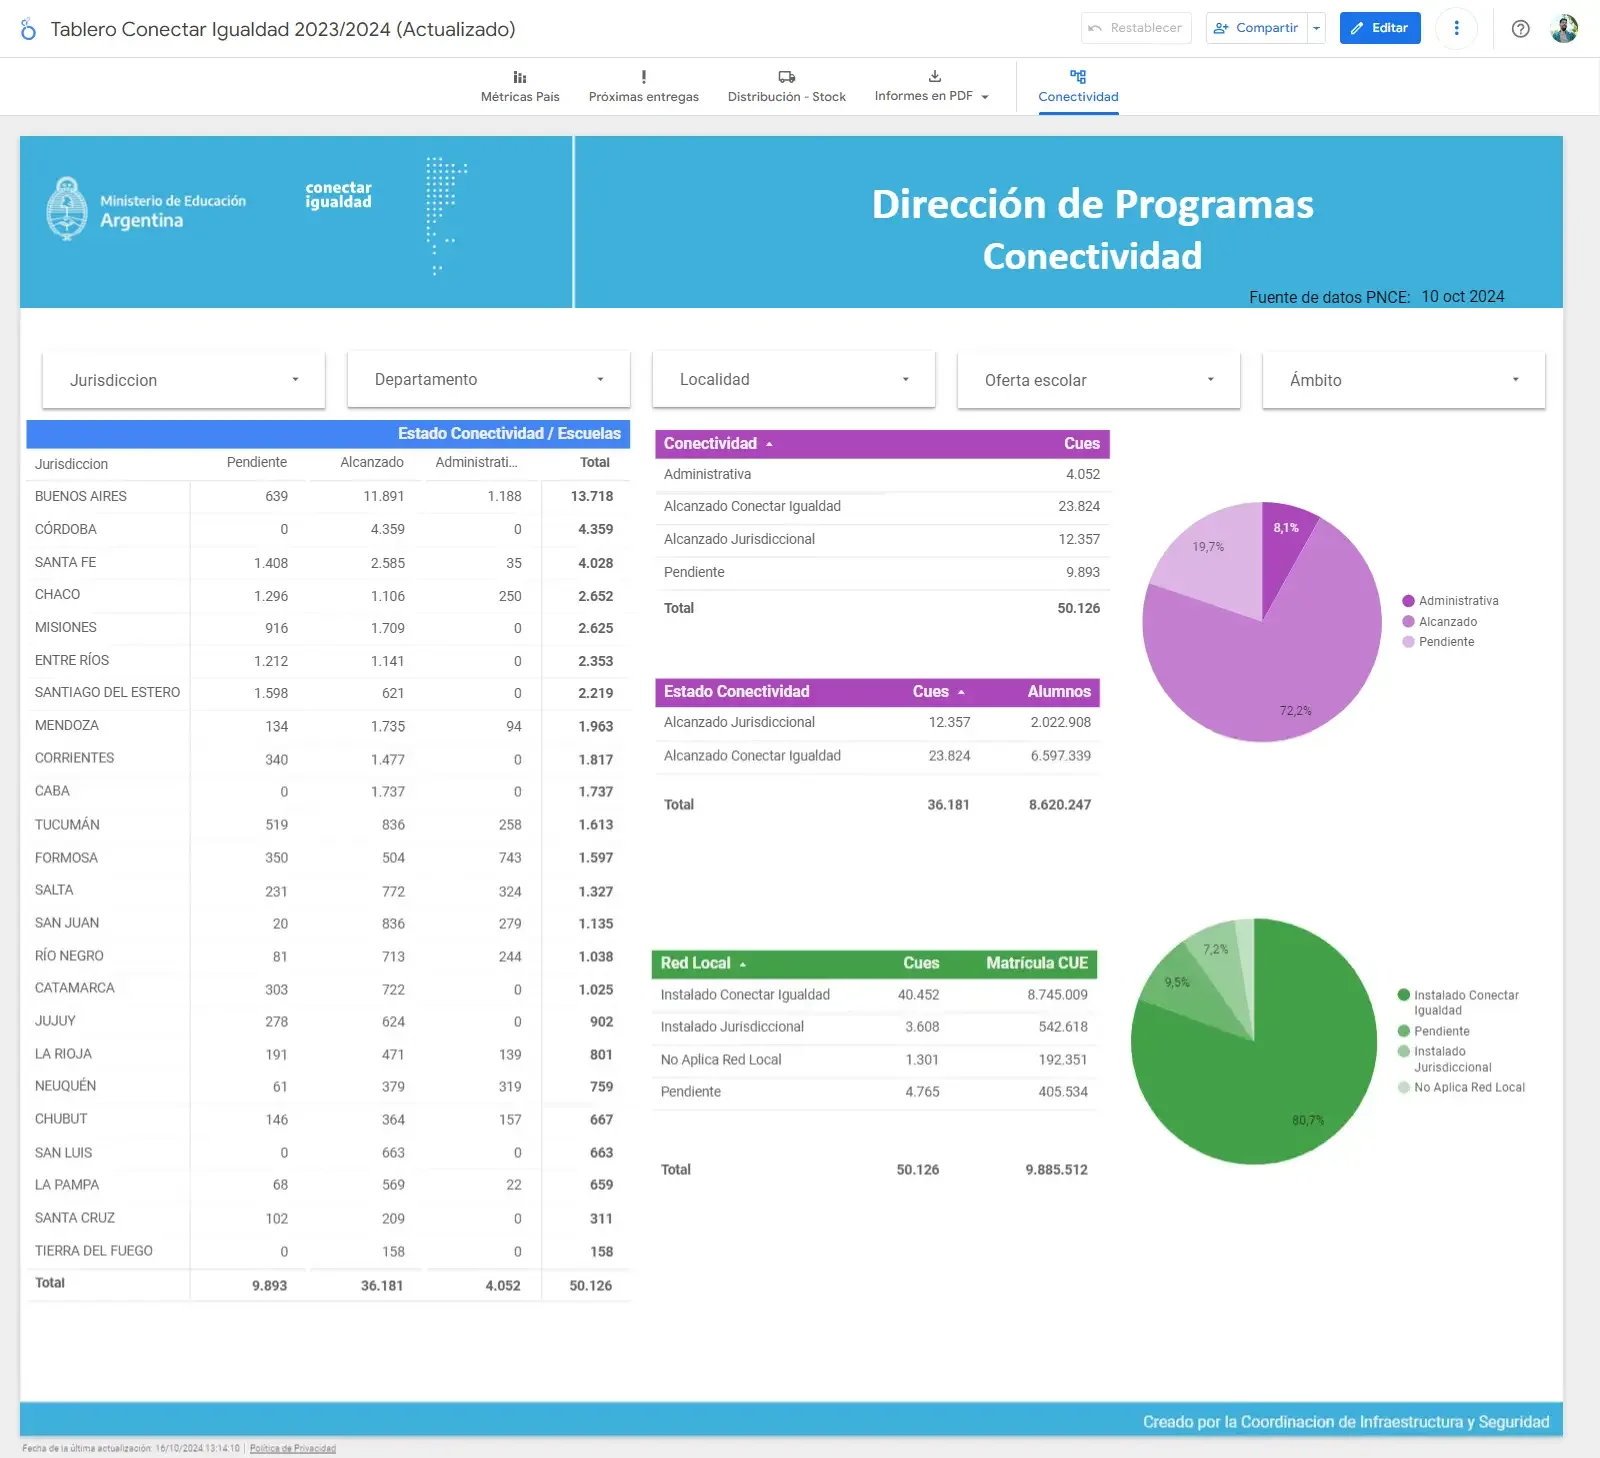 Tablero Conectar Igualdad 2023/2024 (Actualizado)
Restablecer
Compartir
Editar
Métricas País
Próximas entregas
Distribución - Stock
Informes en PDF
Conectividad
Ministerio de Educación
Argentina
conectar
igualdad
Dirección de Programas
Conectividad
Fuente de datos PNCE: 10 oct 2024
Jurisdiccion
Departamento
Localidad
Oferta escolar
Ámbito
Estado Conectividad / Escuelas
Jurisdiccion Pendiente Alcanzado Administrati... Total
BUENOS AIRES 639 11.891 1.188 13.718
CÓRDOBA 0 4.359 0 4.359
SANTA FE 1.408 2.585 35 4.028
CHACO 1.296 1.106 250 2.652
MISIONES 916 1.709 0 2.625
ENTRE RÍOS 1.212 1.141 0 2.353
SANTIAGO DEL ESTERO 1.598 621 0 2.219
MENDOZA 134 1.735 94 1.963
CORRIENTES 340 1.477 0 1.817
CABA 0 1.737 0 1.737
TUCUMÁN 519 836 258 1.613
FORMOSA 350 504 743 1.597
SALTA 231 772 324 1.327
SAN JUAN 20 836 279 1.135
RÍO NEGRO 81 713 244 1.038
CATAMARCA 303 722 0 1.025
JUJUY 278 624 0 902
LA RIOJA 191 471 139 801
NEUQUÉN 61 379 319 759
CHUBUT 146 364 157 667
SAN LUIS 0 663 0 663
LA PAMPA 68 569 22 659
SANTA CRUZ 102 209 0 311
TIERRA DEL FUEGO 0 158 0 158
Total 9.893 36.181 4.052 50.126
Conectividad Cues
Administrativa 4.052
Alcanzado Conectar Igualdad 23.824
Alcanzado Jurisdiccional 12.357
Pendiente 9.893
Total 50.126
8,1%
19,7%
72,2%
Administrativa
Alcanzado
Pendiente
Estado Conectividad Cues Alumnos
Alcanzado Jurisdiccional 12.357 2.022.908
Alcanzado Conectar Igualdad 23.824 6.597.339
Total 36.181 8.620.247
Red Local Cues Matrícula CUE
Instalado Conectar Igualdad 40.452 8.745.009
Instalado Jurisdiccional 3.608 542.618
No Aplica Red Local 1.301 192.351
Pendiente 4.765 405.534
Total 50.126 9.885.512
7,2%
9,5%
80,7%
Instalado Conectar
Igualdad
Pendiente
Instalado
Jurisdiccional
No Aplica Red Local
Creado por la Coordinacion de Infraestructura y Seguridad
Fecha de la última actualización: 16/10/2024 13:14:10 | Política de Privacidad